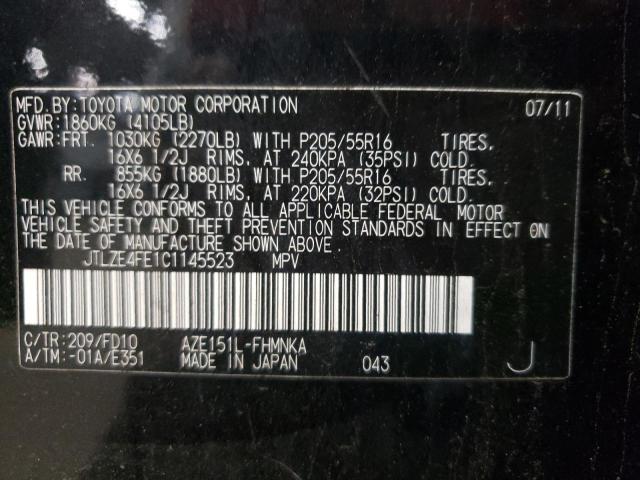 MFD.BY:TOYOTA MOTOR CORPORATION 07/11
GVWR:1860KG (4105LB)
GAWR:FRT. 1030KG (2270LB) WITH P205/55R16 TIRES,
16X6 1/2J RIMS, AT 240KPA (35PSI) COLD.
RR. 855KG (1880LB) WITH P205/55R16 TIRES,
16X6 1/2J RIMS, AT 220KPA (32PSI) COLD.
THIS VEHICLE CONFORMS TO ALL APPLICABLE FEDERAL MOTOR
VEHICLE SAFETY AND THEFT PREVENTION STANDARDS IN EFFECT ON
THE DATE OF MANUFACTURE SHOWN ABOVE.
JTLZE4FE1C1145523 MPV
C/TR:209/FD10 AZE151L-FHMNKA
A/TM:-01A/E351 MADE IN JAPAN 043 J